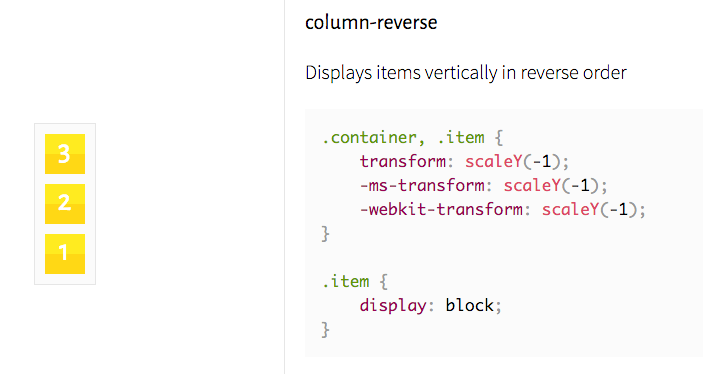 column-reverse
Displays items vertically in reverse order
3
2
1
.container, .item {
    transform: scaleY(-1);
    -ms-transform: scaleY(-1);
    -webkit-transform: scaleY(-1);
}
.item {
    display: block;
}